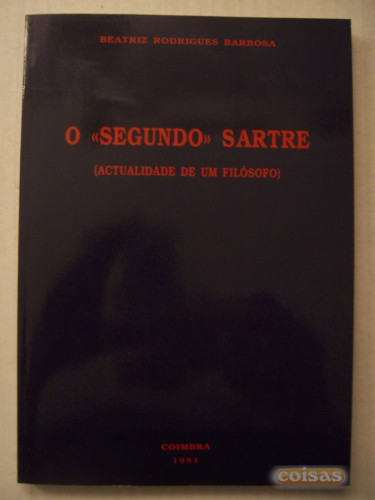 BEATRIZ RODRIGUES BARBOSA
O «SEGUNDO» SARTRE
(ACTUALIDADE DE UM FILÓSOFO)
COIMBRA
1991
coisas